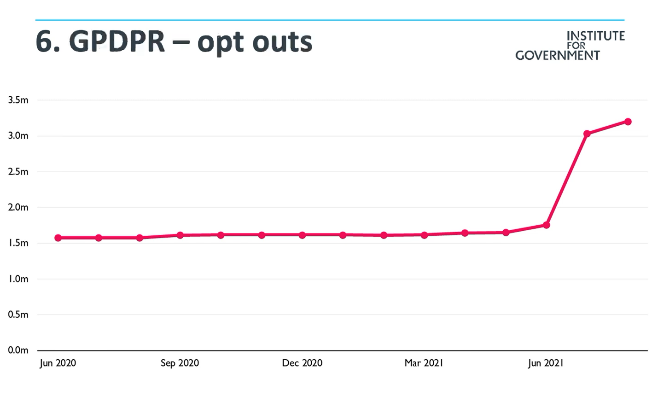 6. GPDPR – opt outs
INSTITUTE
FOR
GOVERNMENT
3.5m
3.0m
2.5m
2.0m
1.5m
1.0m
0.5m
0.0m
Jun 2020
Sep 2020
Dec 2020
Mar 2021
Jun 2021